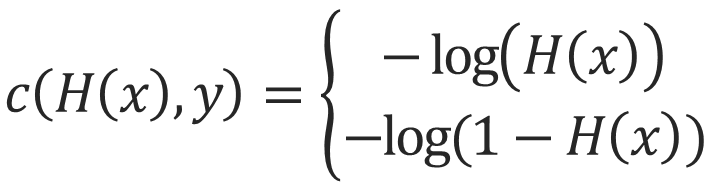 c(H(x), y) = {
− log(H(x))
−log(1 − H(x))